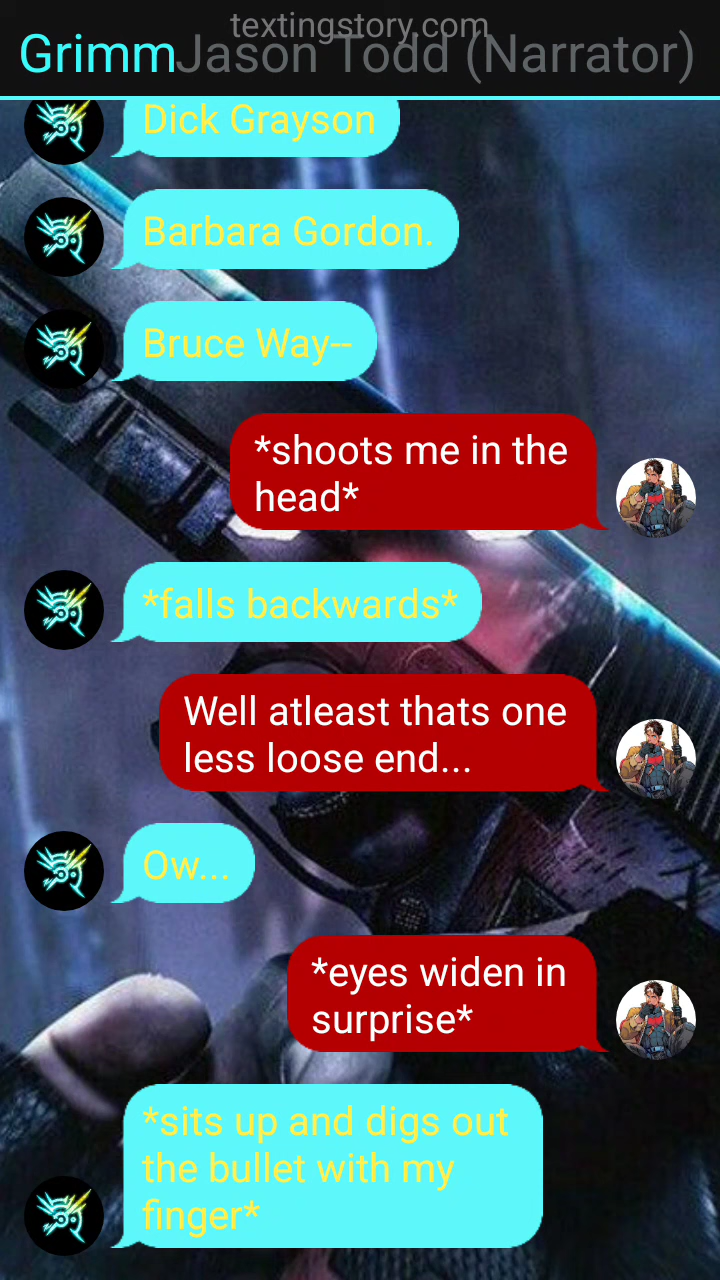 textingstory.com
Grimm Jason Todd (Narrator)
Dick Grayson
Barbara Gordon.
Bruce Way--
*shoots me in the
head*
*falls backwards*
Well atleast thats one
less loose end...
Ow...
*eyes widen in
surprise*
*sits up and digs out
the bullet with my
finger*